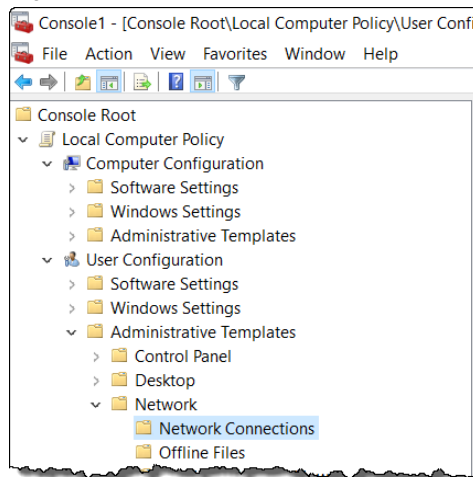 Console1 - [Console Root\Local Computer Policy\User Confi
File Action View Favorites Window Help
Console Root
Local Computer Policy
Computer Configuration
Software Settings
Windows Settings
Administrative Templates
User Configuration
Software Settings
Windows Settings
Administrative Templates
Control Panel
Desktop
Network
Network Connections
Offline Files